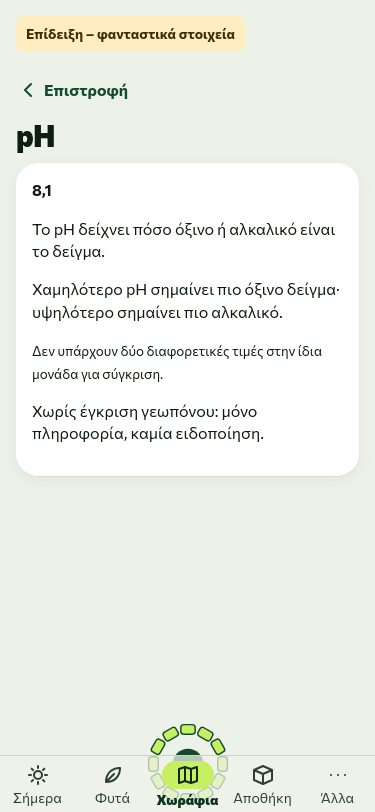 Επίδειξη – φανταστικά στοιχεία
Επιστροφή
pH
8,1
Το pH δείχνει πόσο όξινο ή αλκαλικό είναι
το δείγμα.
Χαμηλότερο pH σημαίνει πιο όξινο δείγμα·
υψηλότερο σημαίνει πιο αλκαλικό.
Δεν υπάρχουν δύο διαφορετικές τιμές στην ίδια
μονάδα για σύγκριση.
Χωρίς έγκριση γεωπόνου: μόνο
πληροφορία, καμία ειδοποίηση.
Σήμερα
Φυτά
Χωράφια
Αποθήκη
Άλλα